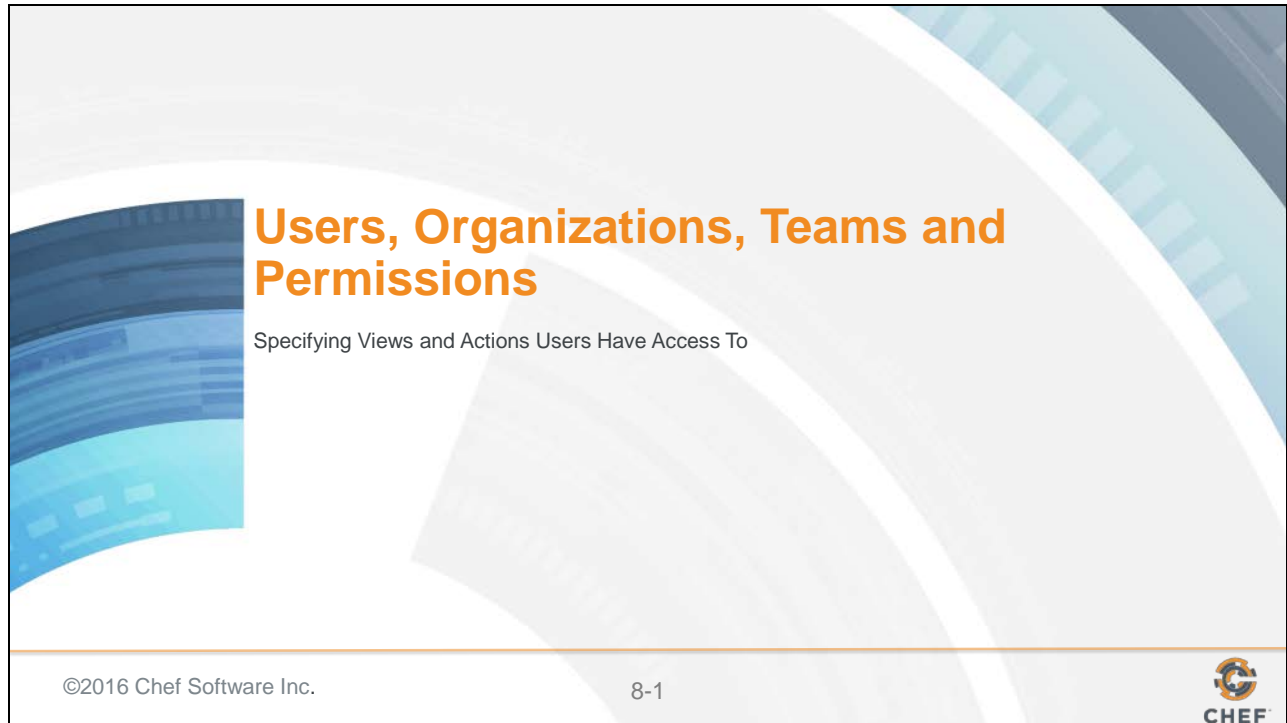 Users, Organizations, Teams and
Permissions
Specifying Views and Actions Users Have Access To
©2016 Chef Software Inc.
8-1
CHEF™